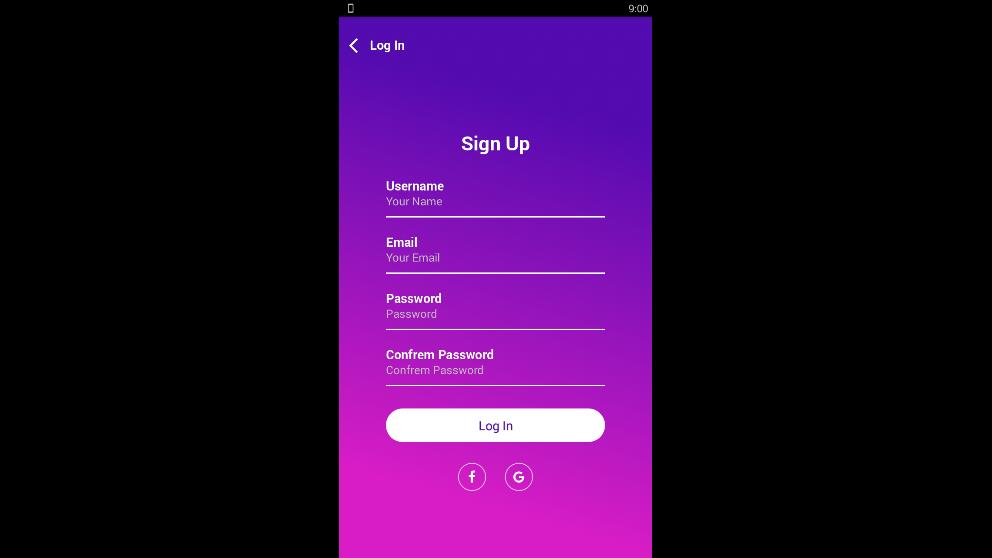 9:00
Log In
Sign Up
Username
Your Name
Email
Your Email
Password
Password
Confrem Password
Confrem Password
Log In
f
G